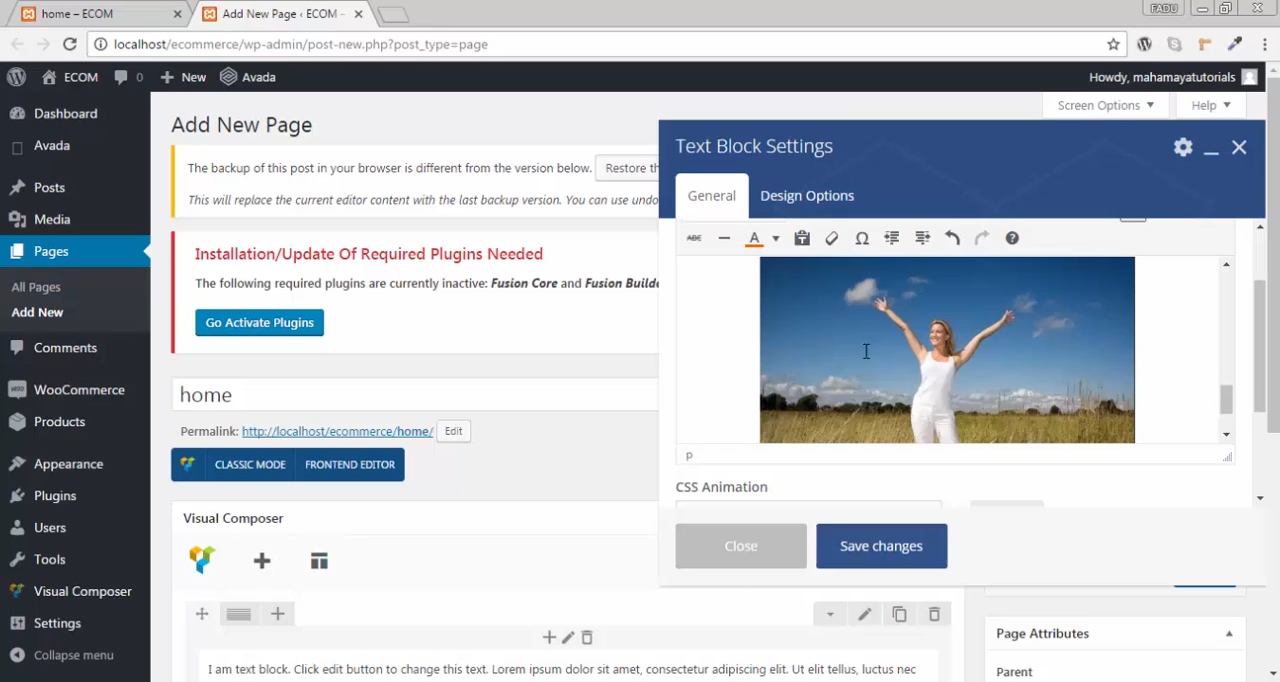 home – ECOM
Add New Page ‹ ECOM –
FADU
localhost/ecommerce/wp-admin/post-new.php?post_type=page
ECOM
0
New
Avada
Howdy, mahamayatutorials
Dashboard
Avada
Posts
Media
Pages
All Pages
Add New
Comments
WooCommerce
Products
Appearance
Plugins
Users
Tools
Visual Composer
Settings
Collapse menu
Screen Options
Help
Add New Page
The backup of this post in your browser is different from the version below.
Restore th
This will replace the current editor content with the last backup version. You can use undo
Installation/Update Of Required Plugins Needed
The following required plugins are currently inactive: Fusion Core and Fusion Builde
Go Activate Plugins
home
Permalink: http://localhost/ecommerce/home/
Edit
CLASSIC MODE
FRONTEND EDITOR
Visual Composer
I am text block. Click edit button to change this text. Lorem ipsum dolor sit amet, consectetur adipiscing elit. Ut elit tellus, luctus nec
Text Block Settings
General
Design Options
ABC
A
Ω
P
CSS Animation
Close
Save changes
Page Attributes
Parent